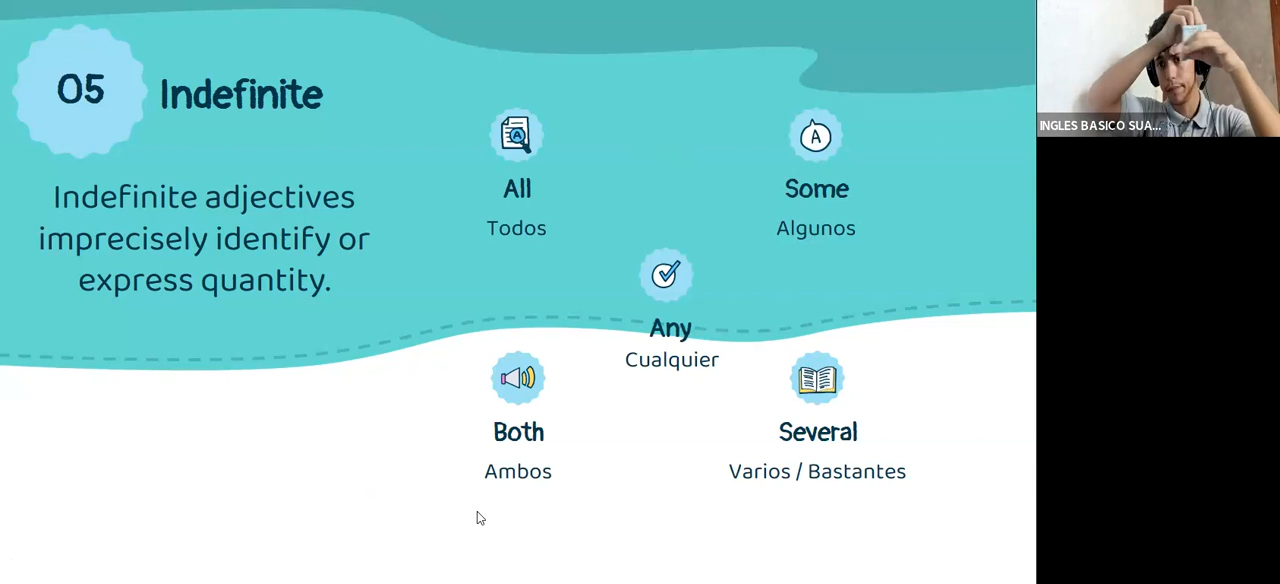 05
Indefinite
Indefinite adjectives
imprecisely identify or
express quantity.
All
Todos
Some
Algunos
Any
Cualquier
Both
Ambos
Several
Varios / Bastantes
A
A
INGLES BASICO SUA...